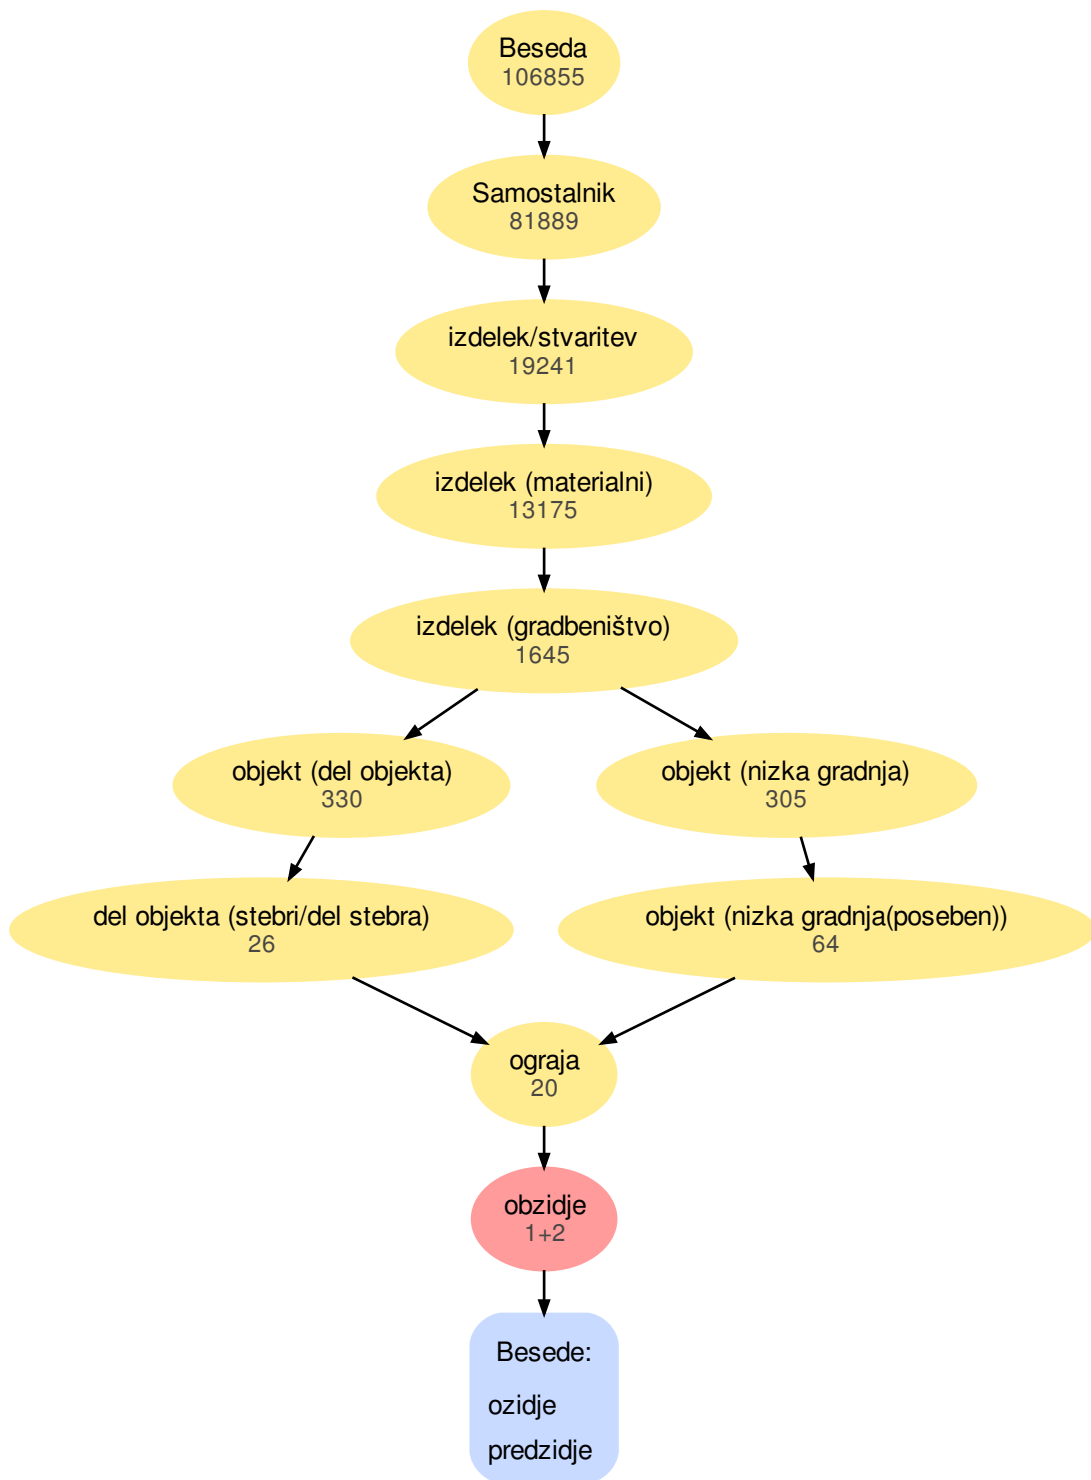 Beseda
106855
Samostalnik
81889
izdelek/stvaritev
19241
izdelek (materialni)
13175
izdelek (gradbeništvo)
1645
objekt (del objekta)
330
objekt (nizka gradnja)
305
del objekta (stebri/del stebra)
26
objekt (nizka gradnja(poseben))
64
ograja
20
obzidje
1+2
Besede:
ozidje
predzidje